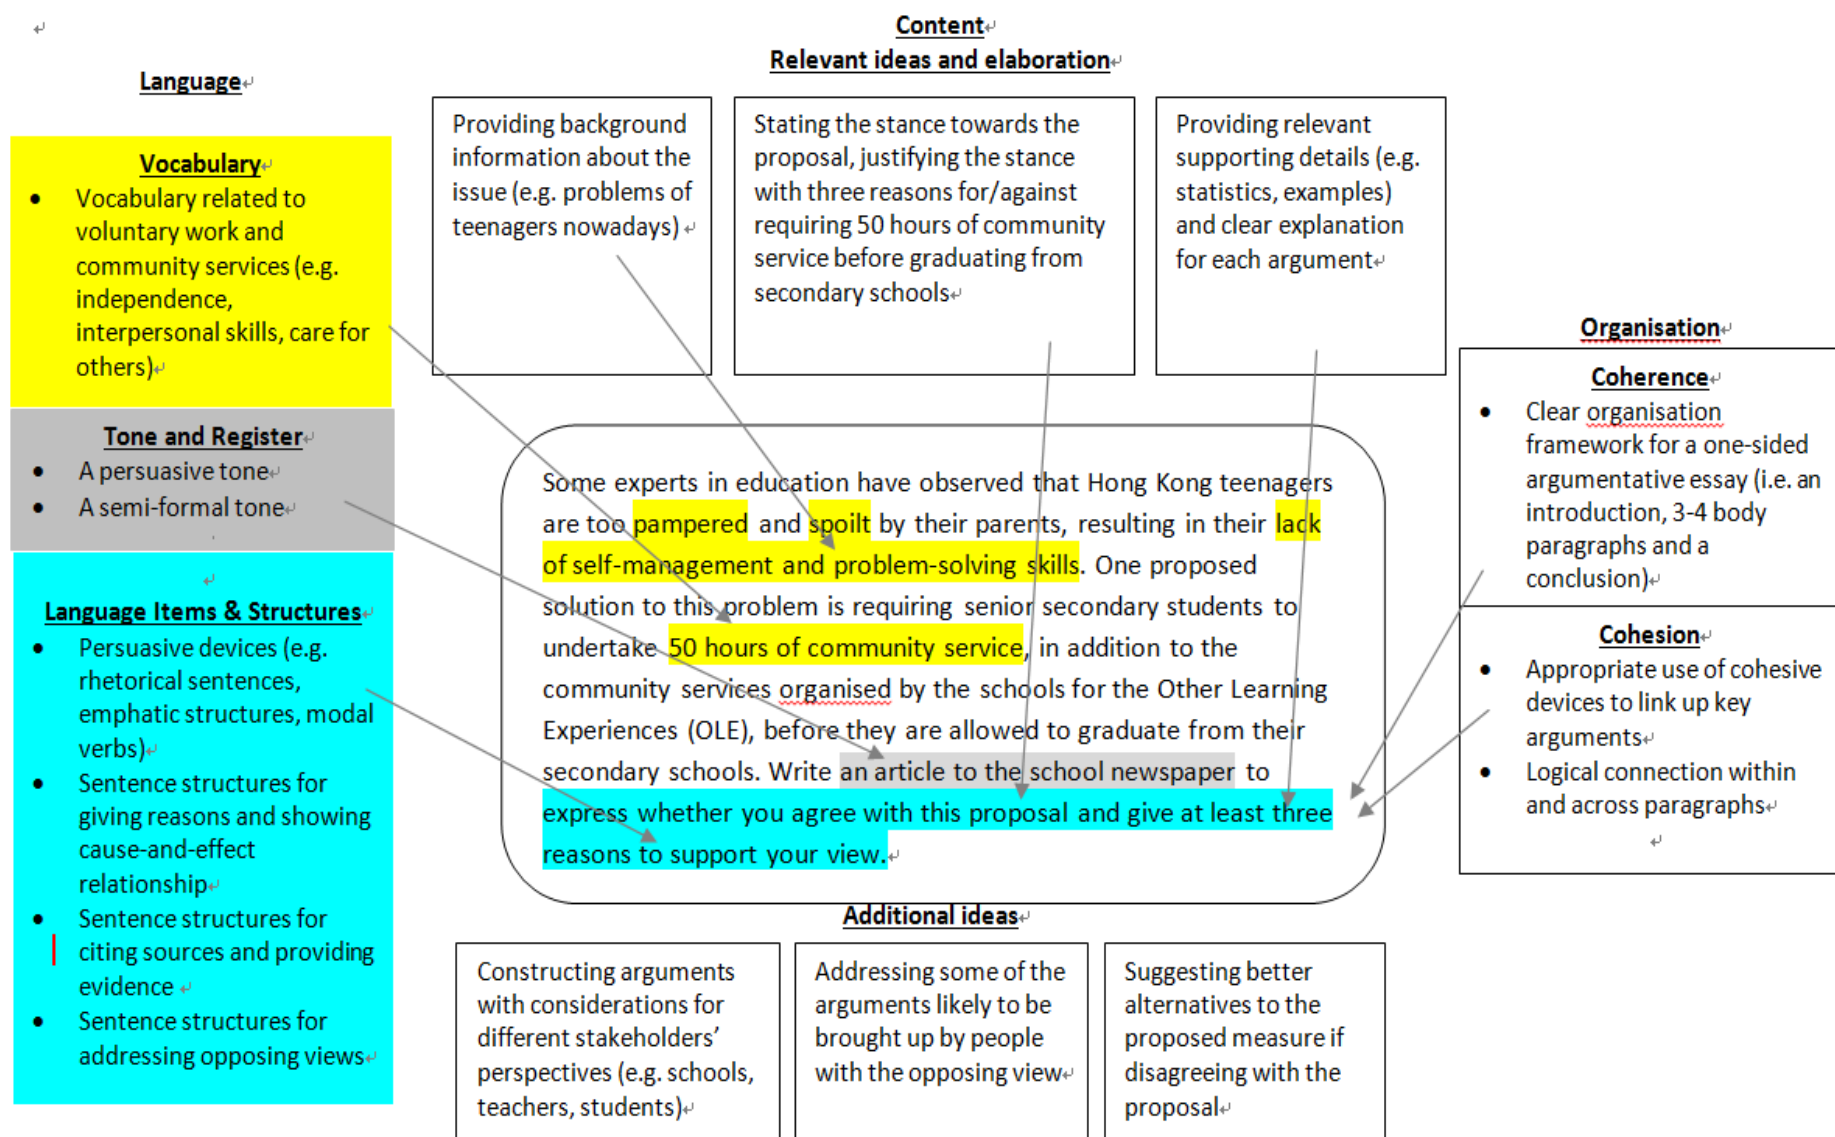 Content
Relevant ideas and elaboration
Language
Vocabulary
• Vocabulary related to
voluntary work and
community services (e.g.
independence,
interpersonal skills, care for
others)
Tone and Register
• A persuasive tone
• A semi-formal tone
Language Items & Structures
• Persuasive devices (e.g.
rhetorical sentences,
emphatic structures, modal
verbs)
• Sentence structures for
giving reasons and showing
cause-and-effect
relationship
• Sentence structures for
citing sources and providing
evidence
• Sentence structures for
addressing opposing views
Providing background
information about the
issue (e.g. problems of
teenagers nowadays)
Stating the stance towards the
proposal, justifying the stance
with three reasons for/against
requiring 50 hours of community
service before graduating from
secondary schools
Providing relevant
supporting details (e.g.
statistics, examples)
and clear explanation
for each argument
Some experts in education have observed that Hong Kong teenagers
are too pampered and spoilt by their parents, resulting in their lack
of self-management and problem-solving skills. One proposed
solution to this problem is requiring senior secondary students to
undertake 50 hours of community service, in addition to the
community services organised by the schools for the Other Learning
Experiences (OLE), before they are allowed to graduate from their
secondary schools. Write an article to the school newspaper to
express whether you agree with this proposal and give at least three
reasons to support your view.
Organisation
Coherence
• Clear organisation
framework for a one-sided
argumentative essay (i.e. an
introduction, 3-4 body
paragraphs and a
conclusion)
Cohesion
• Appropriate use of cohesive
devices to link up key
arguments
• Logical connection within
and across paragraphs
Additional ideas
Constructing arguments
with considerations for
different stakeholders’
perspectives (e.g. schools,
teachers, students)
Addressing some of the
arguments likely to be
brought up by people
with the opposing view
Suggesting better
alternatives to the
proposed measure if
disagreeing with the
proposal